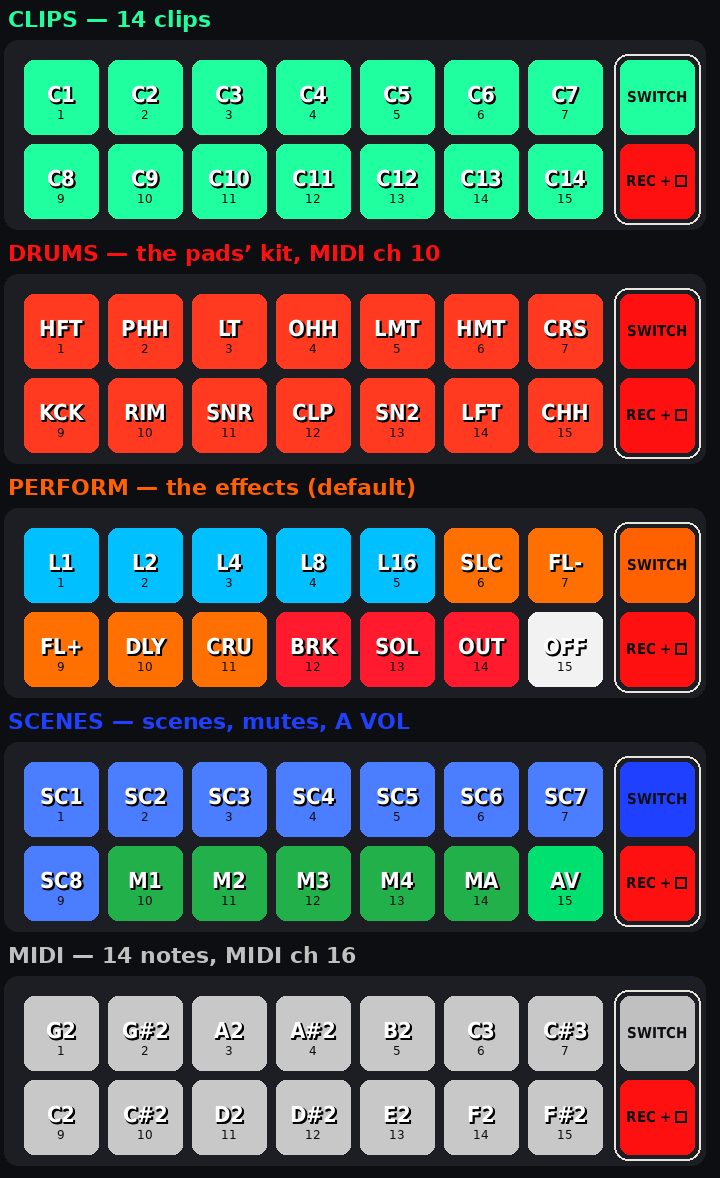 CLIPS — 14 clips
C1 C2 C3 C4 C5 C6 C7 SWITCH
1 2 3 4 5 6 7
C8 C9 C10 C11 C12 C13 C14 REC + □
9 10 11 12 13 14 15
DRUMS — the pads’ kit, MIDI ch 10
HFT PHH LT OHH LMT HMT CRS SWITCH
1 2 3 4 5 6 7
KCK RIM SNR CLP SN2 LFT CHH REC + □
9 10 11 12 13 14 15
PERFORM — the effects (default)
L1 L2 L4 L8 L16 SLC FL- SWITCH
1 2 3 4 5 6 7
FL+ DLY CRU BRK SOL OUT OFF REC + □
9 10 11 12 13 14 15
SCENES — scenes, mutes, A VOL
SC1 SC2 SC3 SC4 SC5 SC6 SC7 SWITCH
1 2 3 4 5 6 7
SC8 M1 M2 M3 M4 MA AV REC + □
9 10 11 12 13 14 15
MIDI — 14 notes, MIDI ch 16
G2 G#2 A2 A#2 B2 C3 C#3 SWITCH
1 2 3 4 5 6 7
C2 C#2 D2 D#2 E2 F2 F#2 REC + □
9 10 11 12 13 14 15